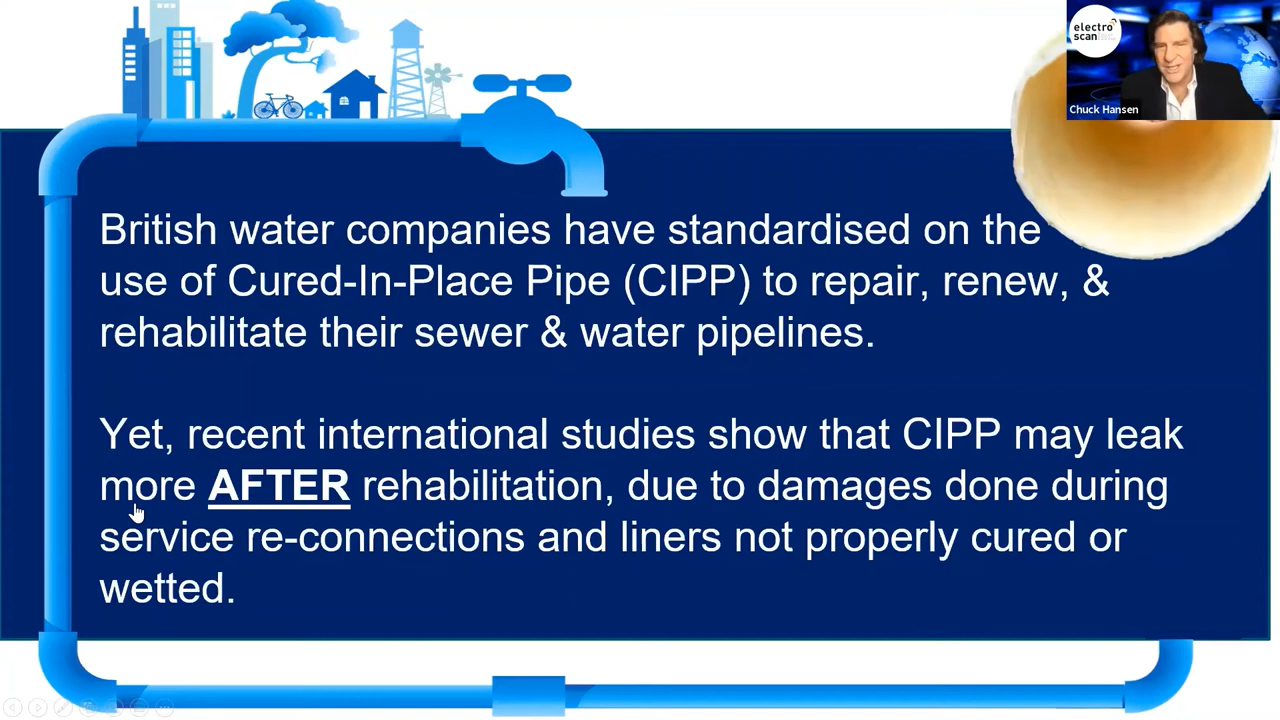 electro
scan
Chuck Hansen
British water companies have standardised on the
use of Cured-In-Place Pipe (CIPP) to repair, renew, &
rehabilitate their sewer & water pipelines.
Yet, recent international studies show that CIPP may leak
more AFTER rehabilitation, due to damages done during
service re-connections and liners not properly cured or
wetted.